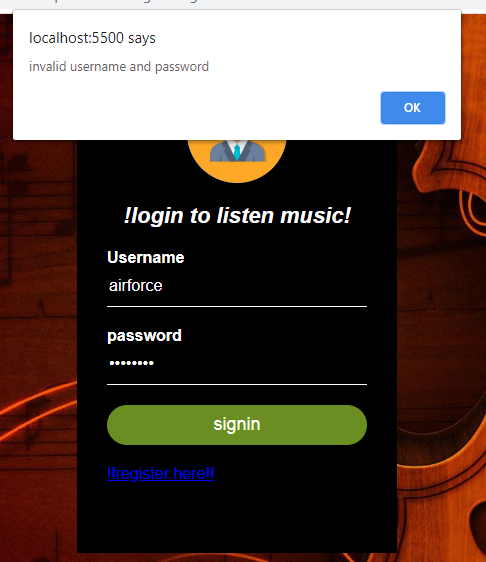 localhost:5500 says
invalid username and password
OK
!login to listen music!
Username
airforce
password
••••••••
signin
!!register here!!